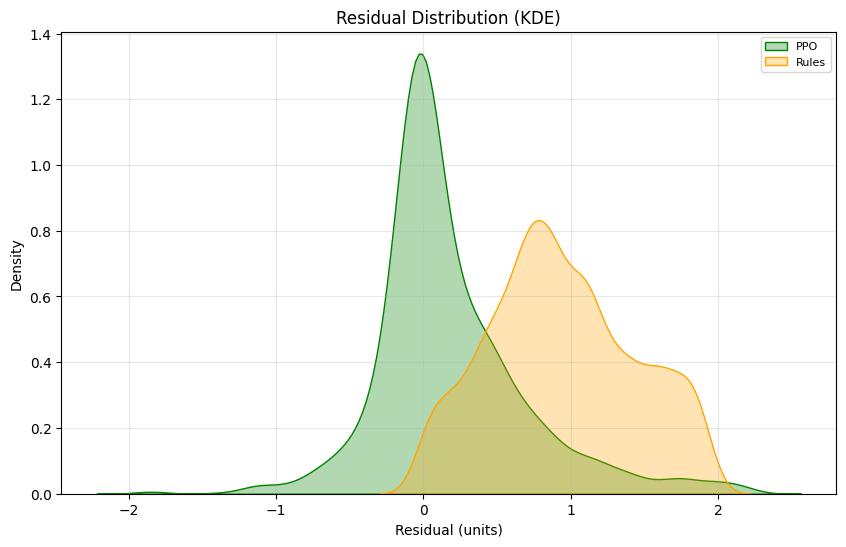 Residual Distribution (KDE)
PPO
Rules
Density
1.4
1.2
1.0
0.8
0.6
0.4
0.2
0.0
−2
−1
0
1
2
Residual (units)